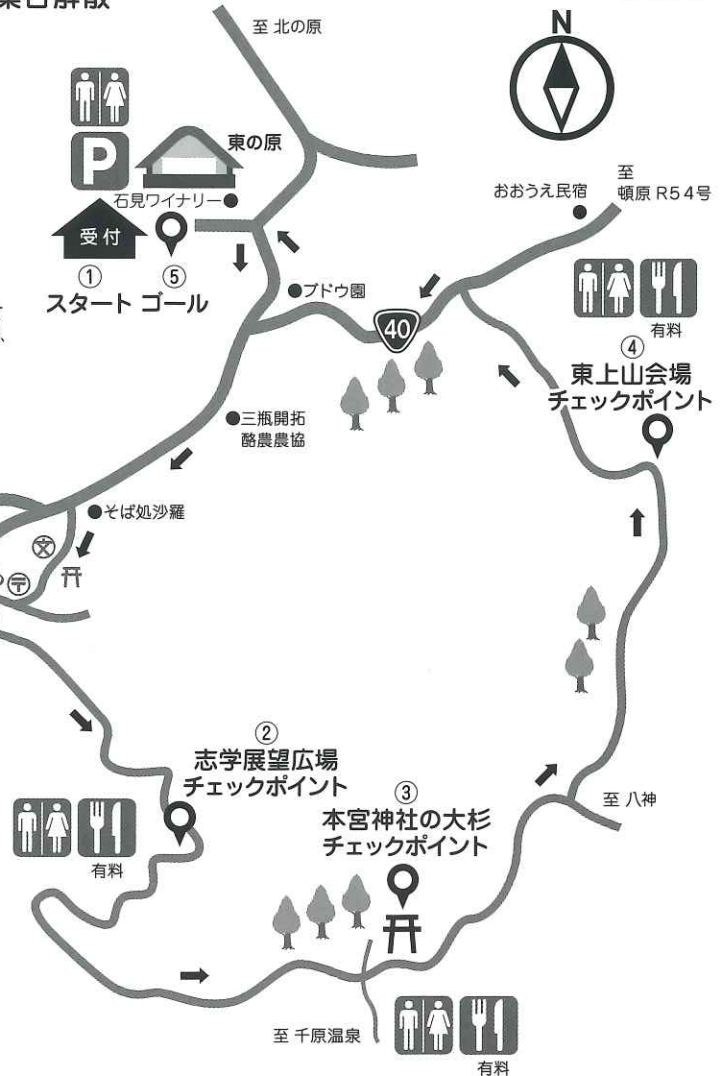 至 北の原
N
東の原
P
石見ワイナリー
受付
①
スタート
⑤
ゴール
至
頓原 R54号
おおうえ民宿
ブドウ園
40
有料
④
東上山会場
チェックポイント
三瓶開拓
酪農農協
そば処沙羅
文
〒
②
志学展望広場
チェックポイント
有料
③
本宮神社の大杉
チェックポイント
至 八神
至 千原温泉
有料